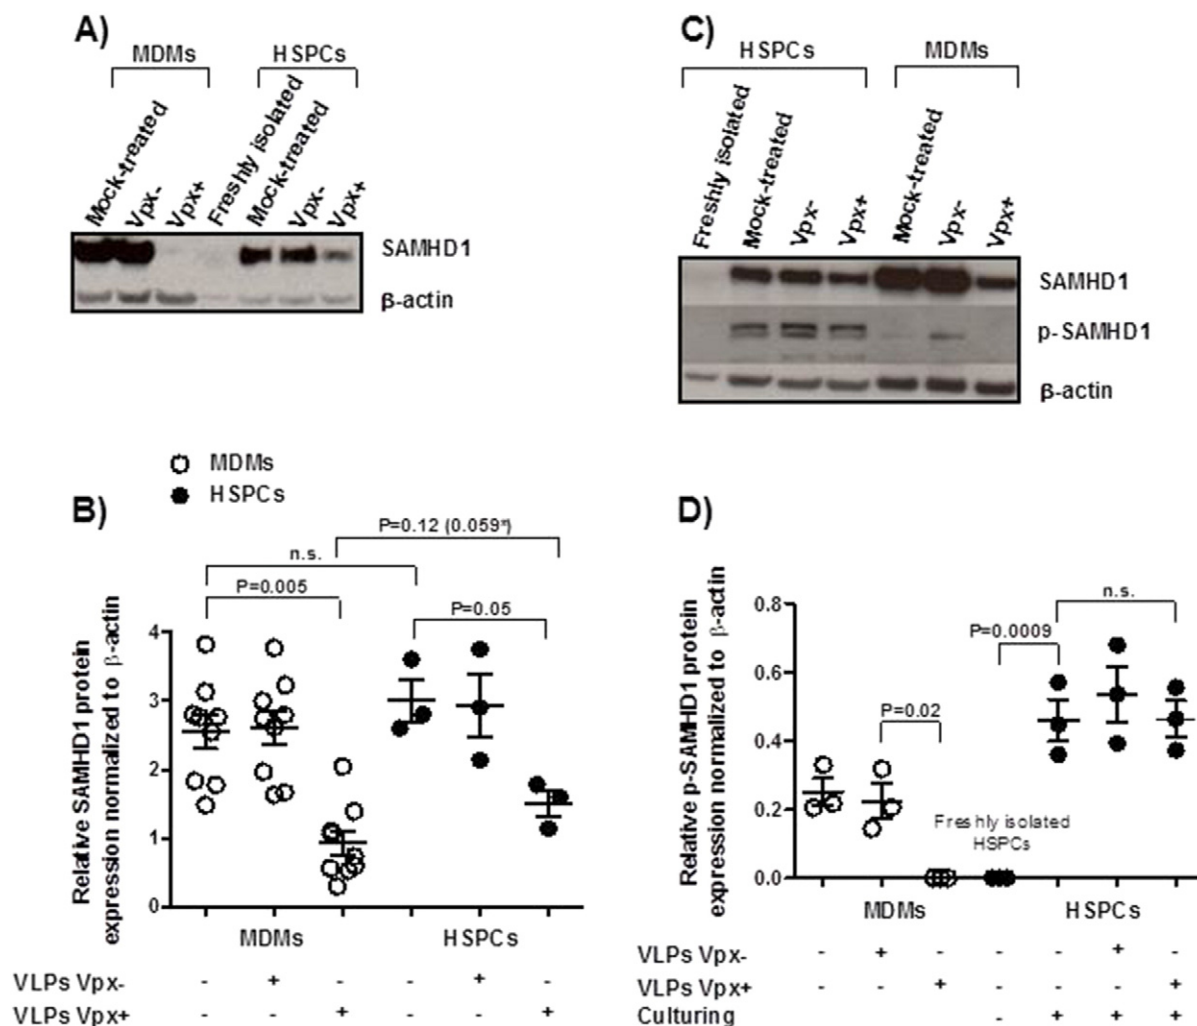 A)
MDMs
HSPCs
Mock-treated
Vpx-
Vpx+
Freshly isolated
Mock-treated
Vpx-
Vpx+
SAMHD1
β-actin
C)
HSPCs
MDMs
Freshly isolated
Mock-treated
Vpx-
Vpx+
Mock-treated
Vpx-
Vpx+
SAMHD1
p-SAMHD1
β-actin
MDMs
HSPCs
B)
P=0.12 (0.059*)
n.s.
P=0.005
P=0.05
Relative SAMHD1 protein
expression normalized to β-actin
4
3
2
1
0
MDMs
HSPCs
VLPs Vpx- - + - - + -
VLPs Vpx+ - - + - - +
D)
n.s.
P=0.0009
P=0.02
Relative p-SAMHD1 protein
expression normalized to β-actin
0.8
0.6
0.4
0.2
0.0
Freshly isolated
HSPCs
MDMs
HSPCs
VLPs Vpx- - + - - - + -
VLPs Vpx+ - - + - - - +
Culturing - + + +